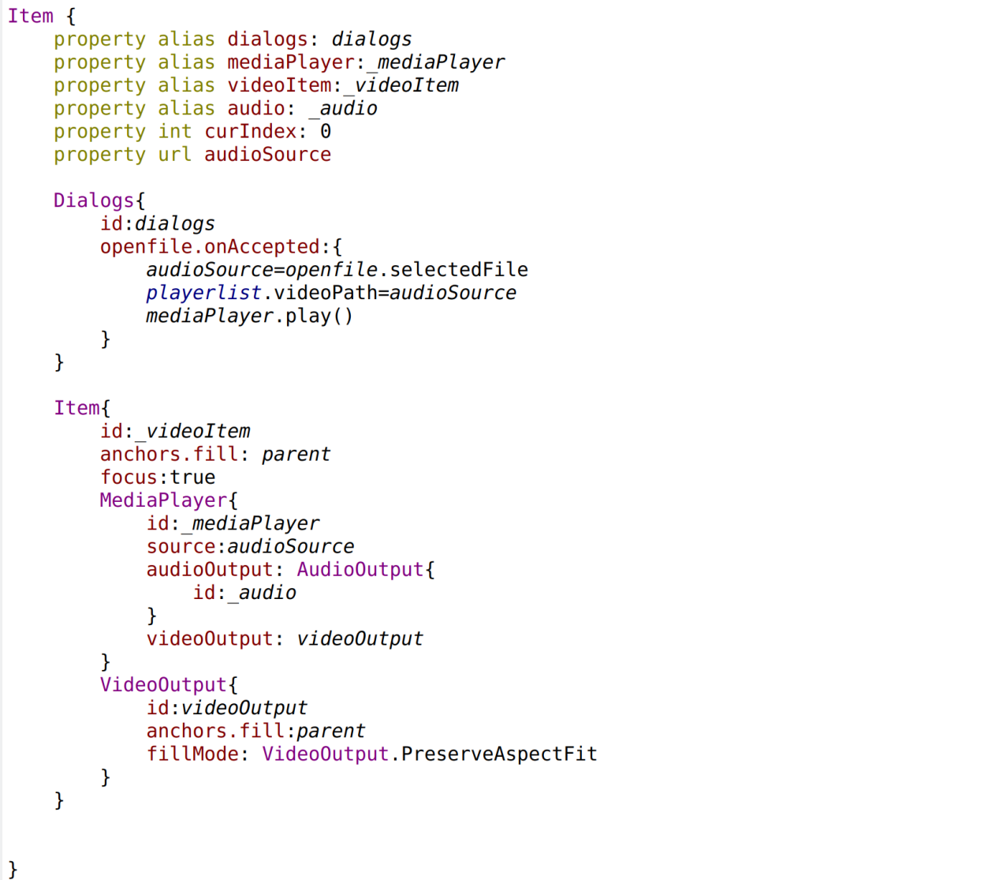 Item {
    property alias dialogs: dialogs
    property alias mediaPlayer:_mediaPlayer
    property alias videoItem:_videoItem
    property alias audio: _audio
    property int curIndex: 0
    property url audioSource

    Dialogs{
        id:dialogs
        openfile.onAccepted:{
            audioSource=openfile.selectedFile
            playerlist.videoPath=audioSource
            mediaPlayer.play()
        }
    }

    Item{
        id:_videoItem
        anchors.fill: parent
        focus:true
        MediaPlayer{
            id:_mediaPlayer
            source:audioSource
            audioOutput: AudioOutput{
                id:_audio
            }
            videoOutput: videoOutput
        }
        VideoOutput{
            id:videoOutput
            anchors.fill:parent
            fillMode: VideoOutput.PreserveAspectFit
        }
    }


}